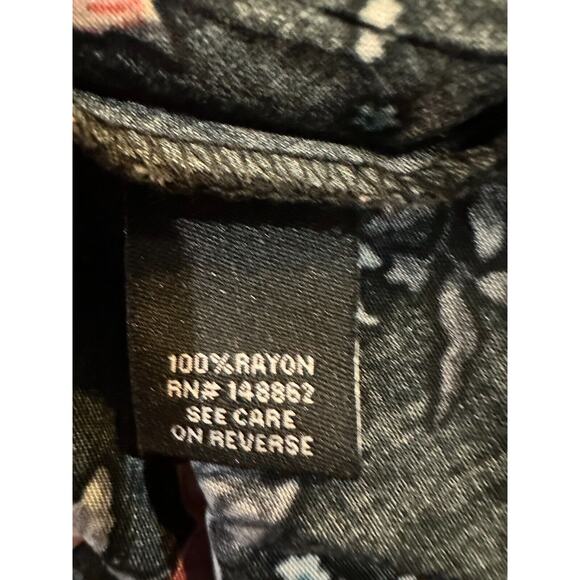 100%RAYON
RN# 148862
SEE CARE
ON REVERSE